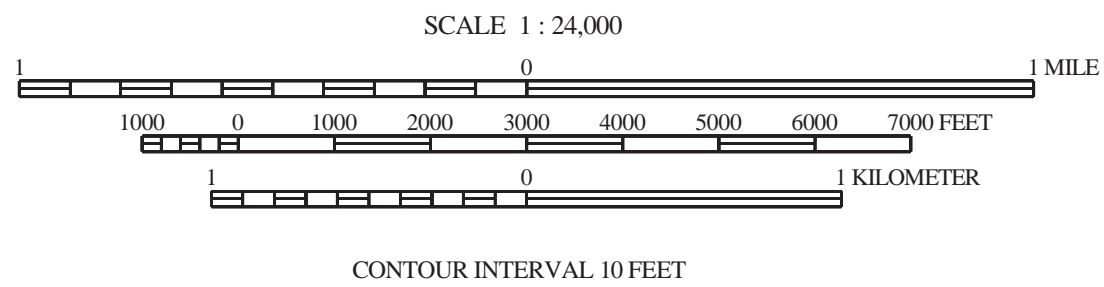 SCALE 1 : 24,000
1 0 1 MILE
1000 0 1000 2000 3000 4000 5000 6000 7000 FEET
1 0 1 KILOMETER
CONTOUR INTERVAL 10 FEET